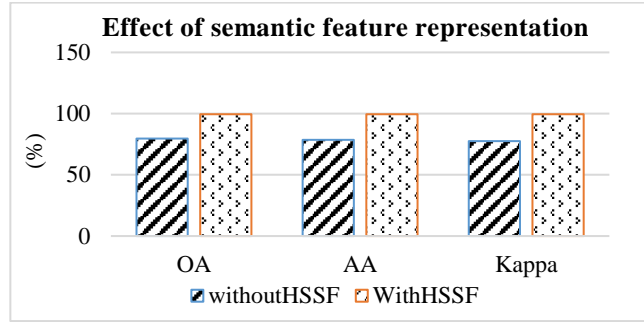 Effect of semantic feature representation
150
100
50
0
(%)
OA AA Kappa
withoutHSSF WithHSSF